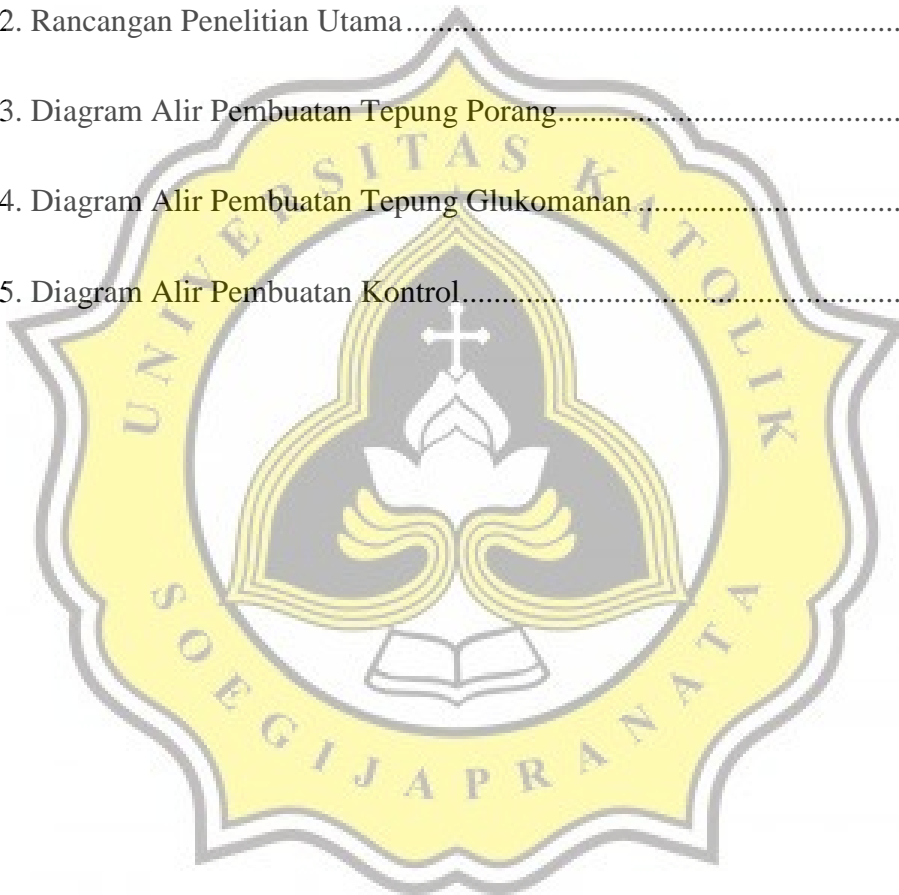 2. Rancangan Penelitian Utama................................................................
3. Diagram Alir Pembuatan Tepung Porang................................................
4. Diagram Alir Pembuatan Tepung Glukomanan....................................
5. Diagram Alir Pembuatan Kontrol............................................................
UNIVERSITAS KATOLIK
SOEGIJAPRANATA